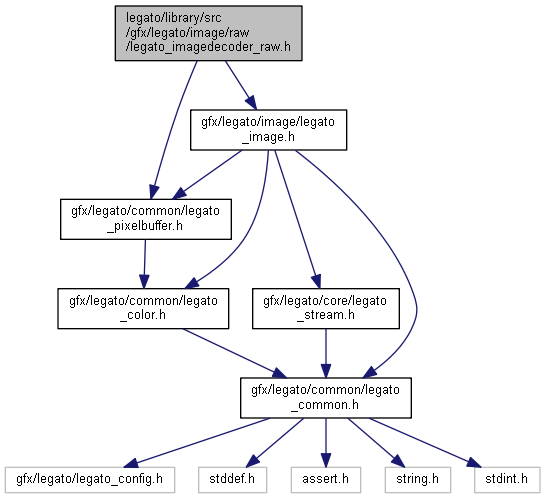 legato/library/src
/gfx/legato/image/raw
/legato_imagedecoder_raw.h
gfx/legato/image/legato
_image.h
gfx/legato/common/legato
_pixelbuffer.h
gfx/legato/common/legato
_color.h
gfx/legato/core/legato
_stream.h
gfx/legato/common/legato
_common.h
gfx/legato/legato_config.h
stddef.h
assert.h
string.h
stdint.h